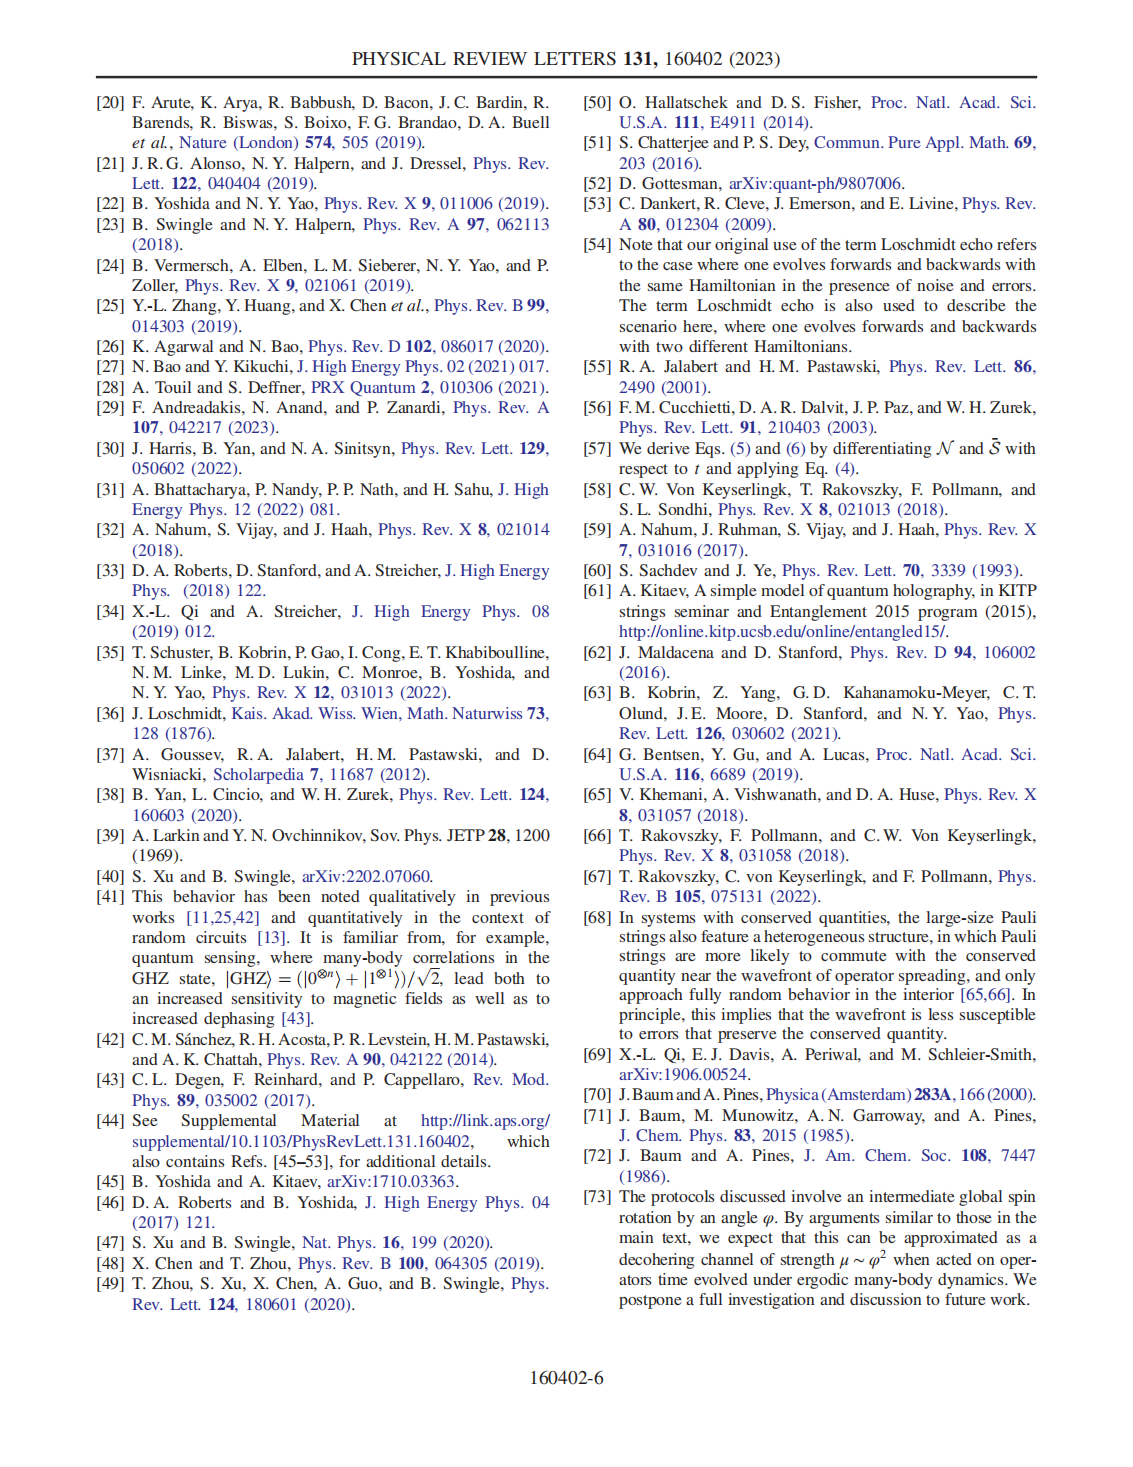 PHYSICAL REVIEW LETTERS 131, 160402 (2023)
[20] F. Arute, K. Arya, R. Babbush, D. Bacon, J. C. Bardin, R.
Barends, R. Biswas, S. Boixo, F. G. Brandao, D. A. Buell
et al., Nature (London) 574, 505 (2019).
[21] J. R. G. Alonso, N. Y. Halpern, and J. Dressel, Phys. Rev.
Lett. 122, 040404 (2019).
[22] B. Yoshida and N. Y. Yao, Phys. Rev. X 9, 011006 (2019).
[23] B. Swingle and N. Y. Halpern, Phys. Rev. A 97, 062113
(2018).
[24] B. Vermersch, A. Elben, L. M. Sieberer, N. Y. Yao, and P.
Zoller, Phys. Rev. X 9, 021061 (2019).
[25] Y.-L. Zhang, Y. Huang, and X. Chen et al., Phys. Rev. B 99,
014303 (2019).
[26] K. Agarwal and N. Bao, Phys. Rev. D 102, 086017 (2020).
[27] N. Bao and Y. Kikuchi, J. High Energy Phys. 02 (2021) 017.
[28] A. Touil and S. Deffner, PRX Quantum 2, 010306 (2021).
[29] F. Andreadakis, N. Anand, and P. Zanardi, Phys. Rev. A
107, 042217 (2023).
[30] J. Harris, B. Yan, and N. A. Sinitsyn, Phys. Rev. Lett. 129,
050602 (2022).
[31] A. Bhattacharya, P. Nandy, P. P. Nath, and H. Sahu, J. High
Energy Phys. 12 (2022) 081.
[32] A. Nahum, S. Vijay, and J. Haah, Phys. Rev. X 8, 021014
(2018).
[33] D. A. Roberts, D. Stanford, and A. Streicher, J. High Energy
Phys. (2018) 122.
[34] X.-L. Qi and A. Streicher, J. High Energy Phys. 08
(2019) 012.
[35] T. Schuster, B. Kobrin, P. Gao, I. Cong, E. T. Khabiboulline,
N. M. Linke, M. D. Lukin, C. Monroe, B. Yoshida, and
N. Y. Yao, Phys. Rev. X 12, 031013 (2022).
[36] J. Loschmidt, Kais. Akad. Wiss. Wien, Math. Naturwiss 73,
128 (1876).
[37] A. Goussev, R. A. Jalabert, H. M. Pastawski, and D.
Wisniacki, Scholarpedia 7, 11687 (2012).
[38] B. Yan, L. Cincio, and W. H. Zurek, Phys. Rev. Lett. 124,
160603 (2020).
[39] A. Larkin and Y. N. Ovchinnikov, Sov. Phys. JETP 28, 1200
(1969).
[40] S. Xu and B. Swingle, arXiv:2202.07060.
[41] This behavior has been noted qualitatively in previous
works [11,25,42] and quantitatively in the context of
random circuits [13]. It is familiar from, for example,
quantum sensing, where many-body correlations in the
GHZ state, |GHZ⟩ = (|0⊗n⟩ + |1⊗1⟩)/√2, lead both to
an increased sensitivity to magnetic fields as well as to
increased dephasing [43].
[42] C. M. Sánchez, R. H. Acosta, P. R. Levstein, H. M. Pastawski,
and A. K. Chattah, Phys. Rev. A 90, 042122 (2014).
[43] C. L. Degen, F. Reinhard, and P. Cappellaro, Rev. Mod.
Phys. 89, 035002 (2017).
[44] See Supplemental Material at http://link.aps.org/
supplemental/10.1103/PhysRevLett.131.160402, which
also contains Refs. [45–53], for additional details.
[45] B. Yoshida and A. Kitaev, arXiv:1710.03363.
[46] D. A. Roberts and B. Yoshida, J. High Energy Phys. 04
(2017) 121.
[47] S. Xu and B. Swingle, Nat. Phys. 16, 199 (2020).
[48] X. Chen and T. Zhou, Phys. Rev. B 100, 064305 (2019).
[49] T. Zhou, S. Xu, X. Chen, A. Guo, and B. Swingle, Phys.
Rev. Lett. 124, 180601 (2020).
[50] O. Hallatschek and D. S. Fisher, Proc. Natl. Acad. Sci.
U.S.A. 111, E4911 (2014).
[51] S. Chatterjee and P. S. Dey, Commun. Pure Appl. Math. 69,
203 (2016).
[52] D. Gottesman, arXiv:quant-ph/9807006.
[53] C. Dankert, R. Cleve, J. Emerson, and E. Livine, Phys. Rev.
A 80, 012304 (2009).
[54] Note that our original use of the term Loschmidt echo refers
to the case where one evolves forwards and backwards with
the same Hamiltonian in the presence of noise and errors.
The term Loschmidt echo is also used to describe the
scenario here, where one evolves forwards and backwards
with two different Hamiltonians.
[55] R. A. Jalabert and H. M. Pastawski, Phys. Rev. Lett. 86,
2490 (2001).
[56] F. M. Cucchietti, D. A. R. Dalvit, J. P. Paz, and W. H. Zurek,
Phys. Rev. Lett. 91, 210403 (2003).
[57] We derive Eqs. (5) and (6) by differentiating 𝒩 and 𝒮̄ with
respect to t and applying Eq. (4).
[58] C. W. Von Keyserlingk, T. Rakovszky, F. Pollmann, and
S. L. Sondhi, Phys. Rev. X 8, 021013 (2018).
[59] A. Nahum, J. Ruhman, S. Vijay, and J. Haah, Phys. Rev. X
7, 031016 (2017).
[60] S. Sachdev and J. Ye, Phys. Rev. Lett. 70, 3339 (1993).
[61] A. Kitaev, A simple model of quantum holography, in KITP
strings seminar and Entanglement 2015 program (2015),
http://online.kitp.ucsb.edu/online/entangled15/.
[62] J. Maldacena and D. Stanford, Phys. Rev. D 94, 106002
(2016).
[63] B. Kobrin, Z. Yang, G. D. Kahanamoku-Meyer, C. T.
Olund, J. E. Moore, D. Stanford, and N. Y. Yao, Phys.
Rev. Lett. 126, 030602 (2021).
[64] G. Bentsen, Y. Gu, and A. Lucas, Proc. Natl. Acad. Sci.
U.S.A. 116, 6689 (2019).
[65] V. Khemani, A. Vishwanath, and D. A. Huse, Phys. Rev. X
8, 031057 (2018).
[66] T. Rakovszky, F. Pollmann, and C. W. Von Keyserlingk,
Phys. Rev. X 8, 031058 (2018).
[67] T. Rakovszky, C. von Keyserlingk, and F. Pollmann, Phys.
Rev. B 105, 075131 (2022).
[68] In systems with conserved quantities, the large-size Pauli
strings also feature a heterogeneous structure, in which Pauli
strings are more likely to commute with the conserved
quantity near the wavefront of operator spreading, and only
approach fully random behavior in the interior [65,66]. In
principle, this implies that the wavefront is less susceptible
to errors that preserve the conserved quantity.
[69] X.-L. Qi, E. J. Davis, A. Periwal, and M. Schleier-Smith,
arXiv:1906.00524.
[70] J. Baum and A. Pines, Physica (Amsterdam) 283A, 166 (2000).
[71] J. Baum, M. Munowitz, A. N. Garroway, and A. Pines,
J. Chem. Phys. 83, 2015 (1985).
[72] J. Baum and A. Pines, J. Am. Chem. Soc. 108, 7447
(1986).
[73] The protocols discussed involve an intermediate global spin
rotation by an angle φ. By arguments similar to those in the
main text, we expect that this can be approximated as a
decohering channel of strength μ ~ φ² when acted on oper-
ators time evolved under ergodic many-body dynamics. We
postpone a full investigation and discussion to future work.
160402-6